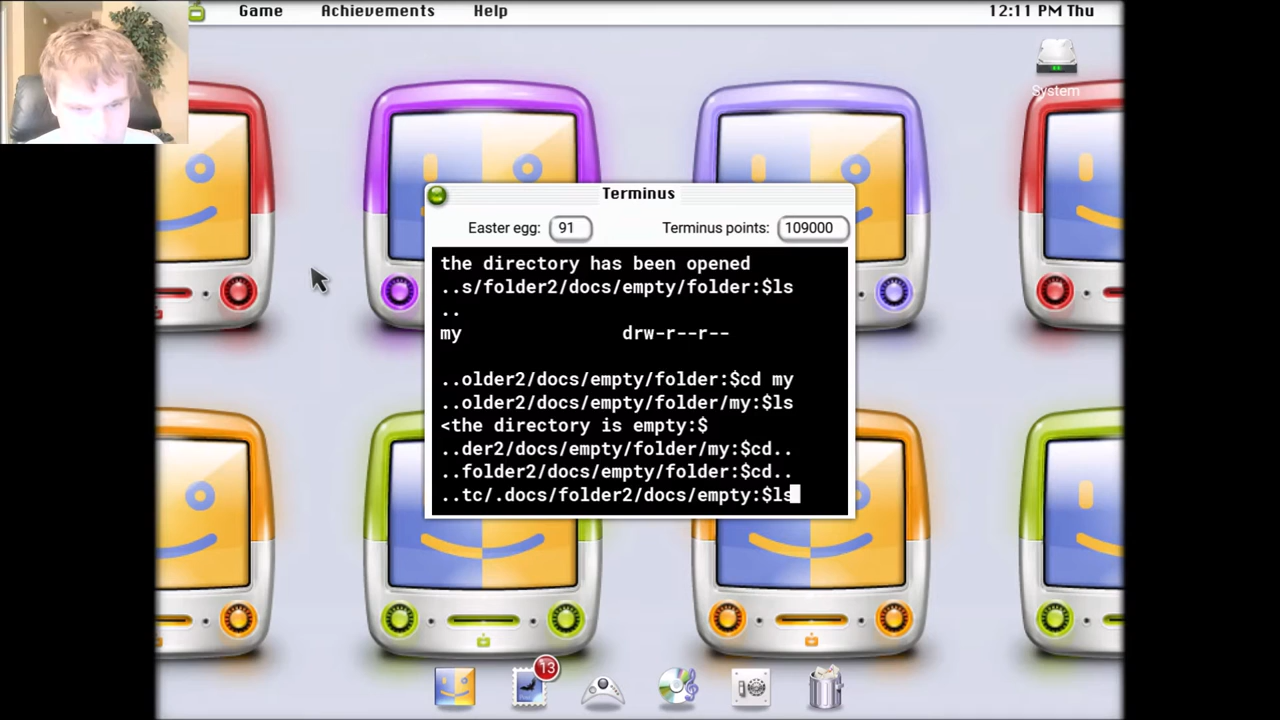 Game Achievements Help 12:11 PM Thu
System
Terminus
Easter egg: 91 Terminus points: 109000
the directory has been opened
..s/folder2/docs/empty/folder:$ls
..
my drw-r--r--
..older2/docs/empty/folder:$cd my
..older2/docs/empty/folder/my:$ls
<the directory is empty:$
..der2/docs/empty/folder/my:$cd..
..folder2/docs/empty/folder:$cd..
..tc/.docs/folder2/docs/empty:$ls
13